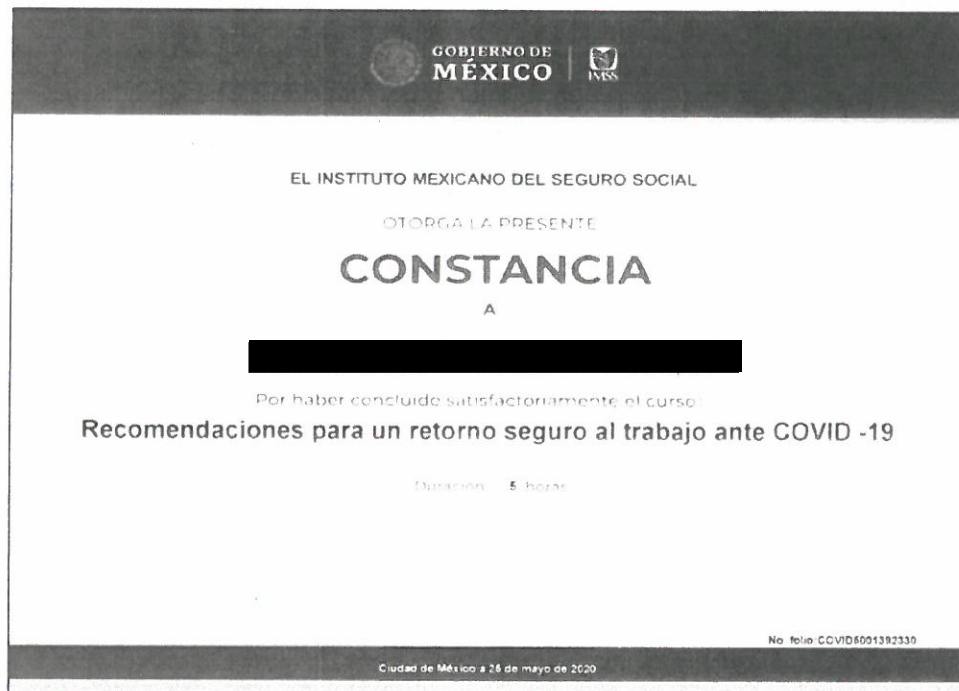 GOBIERNO DE
MÉXICO
IMSS
EL INSTITUTO MEXICANO DEL SEGURO SOCIAL
OTORGA LA PRESENTE
CONSTANCIA
A
Por haber concluido satisfactoriamente el curso:
Recomendaciones para un retorno seguro al trabajo ante COVID -19
Duración 5 horas
No folio:COVID6001392330
Ciudad de México a 26 de mayo de 2020